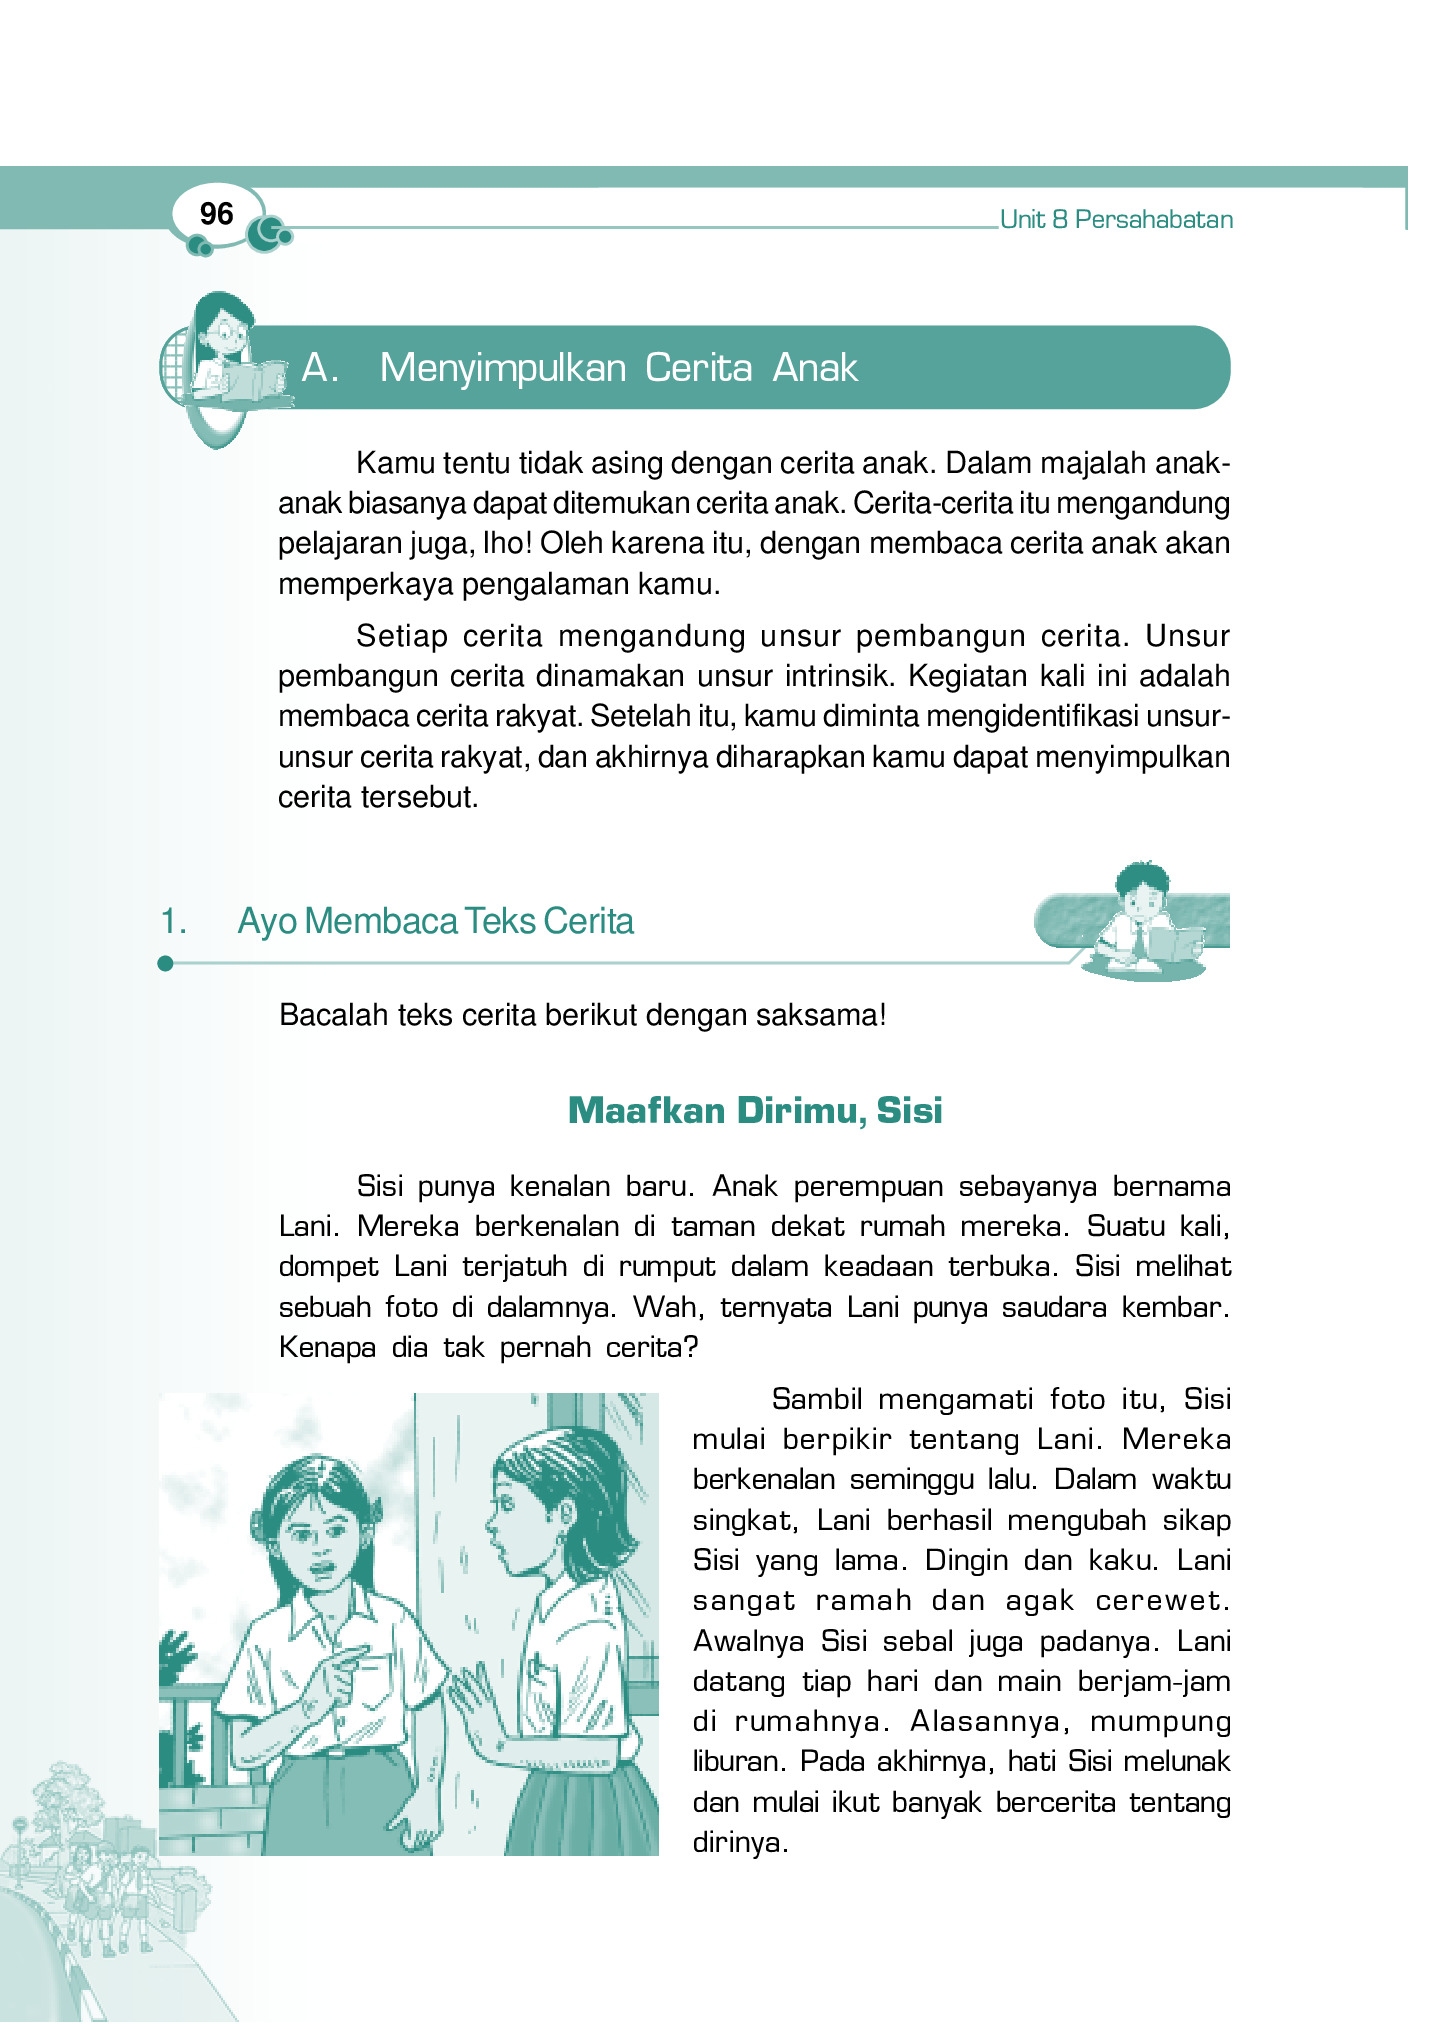 96
Unit 8 Persahabatan
A. Menyimpulkan Cerita Anak
Kamu tentu tidak asing dengan cerita anak. Dalam majalah anak-
anak biasanya dapat ditemukan cerita anak. Cerita-cerita itu mengandung
pelajaran juga, lho! Oleh karena itu, dengan membaca cerita anak akan
memperkaya pengalaman kamu.
Setiap cerita mengandung unsur pembangun cerita. Unsur
pembangun cerita dinamakan unsur intrinsik. Kegiatan kali ini adalah
membaca cerita rakyat. Setelah itu, kamu diminta mengidentifikasi unsur-
unsur cerita rakyat, dan akhirnya diharapkan kamu dapat menyimpulkan
cerita tersebut.
1. Ayo Membaca Teks Cerita
Bacalah teks cerita berikut dengan saksama!
Maafkan Dirimu, Sisi
Sisi punya kenalan baru. Anak perempuan sebayanya bernama
Lani. Mereka berkenalan di taman dekat rumah mereka. Suatu kali,
dompet Lani terjatuh di rumput dalam keadaan terbuka. Sisi melihat
sebuah foto di dalamnya. Wah, ternyata Lani punya saudara kembar.
Kenapa dia tak pernah cerita?
Sambil mengamati foto itu, Sisi
mulai berpikir tentang Lani. Mereka
berkenalan seminggu lalu. Dalam waktu
singkat, Lani berhasil mengubah sikap
Sisi yang lama. Dingin dan kaku. Lani
sangat ramah dan agak cerewet.
Awalnya Sisi sebal juga padanya. Lani
datang tiap hari dan main berjam-jam
di rumahnya. Alasannya, mumpung
liburan. Pada akhirnya, hati Sisi melunak
dan mulai ikut banyak bercerita tentang
dirinya.